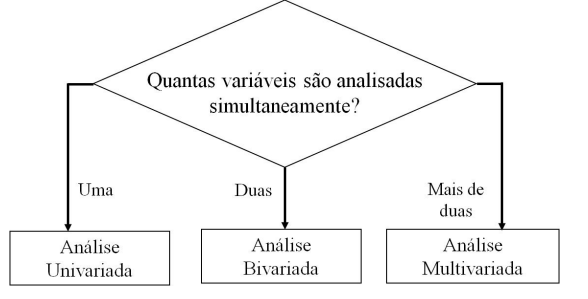 Quantas variáveis são analisadas
simultaneamente?
Uma
Duas
Mais de
duas
Análise
Univariada
Análise
Bivariada
Análise
Multivariada